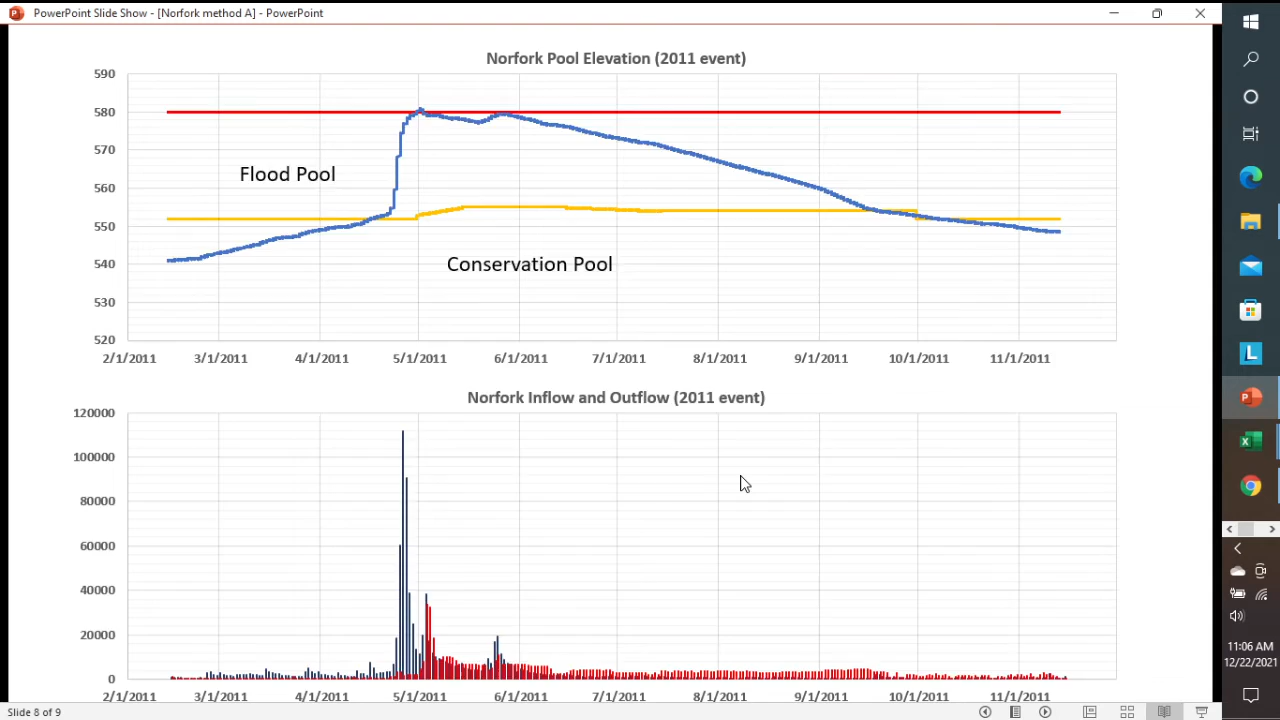 PowerPoint Slide Show - [Norfork method A] - PowerPoint
Norfork Pool Elevation (2011 event)
590
580
570
560
550
540
530
520
Flood Pool
Conservation Pool
2/1/2011 3/1/2011 4/1/2011 5/1/2011 6/1/2011 7/1/2011 8/1/2011 9/1/2011 10/1/2011 11/1/2011
Norfork Inflow and Outflow (2011 event)
120000
100000
80000
60000
40000
20000
0
2/1/2011 3/1/2011 4/1/2011 5/1/2011 6/1/2011 7/1/2011 8/1/2011 9/1/2011 10/1/2011 11/1/2011
Slide 8 of 9
L
11:06 AM
12/22/2021